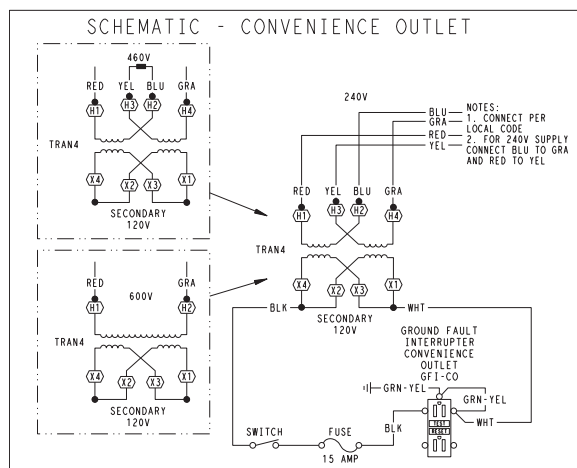 SCHEMATIC - CONVENIENCE OUTLET
460V
RED YEL BLU GRA
H1 H3 H2 H4
TRAN4
X4 X2 X3 X1
SECONDARY
120V
RED GRA
600V
H1 H2
TRAN4
X4 X2 X3 X1
SECONDARY
120V
240V
BLU
GRA
RED
YEL
NOTES:
1. CONNECT PER
LOCAL CODE
2. FOR 240V SUPPLY
CONNECT BLU TO GRA
AND RED TO YEL
RED YEL BLU GRA
H1 H3 H2 H4
TRAN4
X4 X2 X3 X1
BLK WHT
SECONDARY
120V
GROUND FAULT
INTERRUPTER
CONVENIENCE
OUTLET
GFI-CO
GRN-YEL
GRN-YEL
TEST
RESET
WHT
BLK
SWITCH FUSE
15 AMP